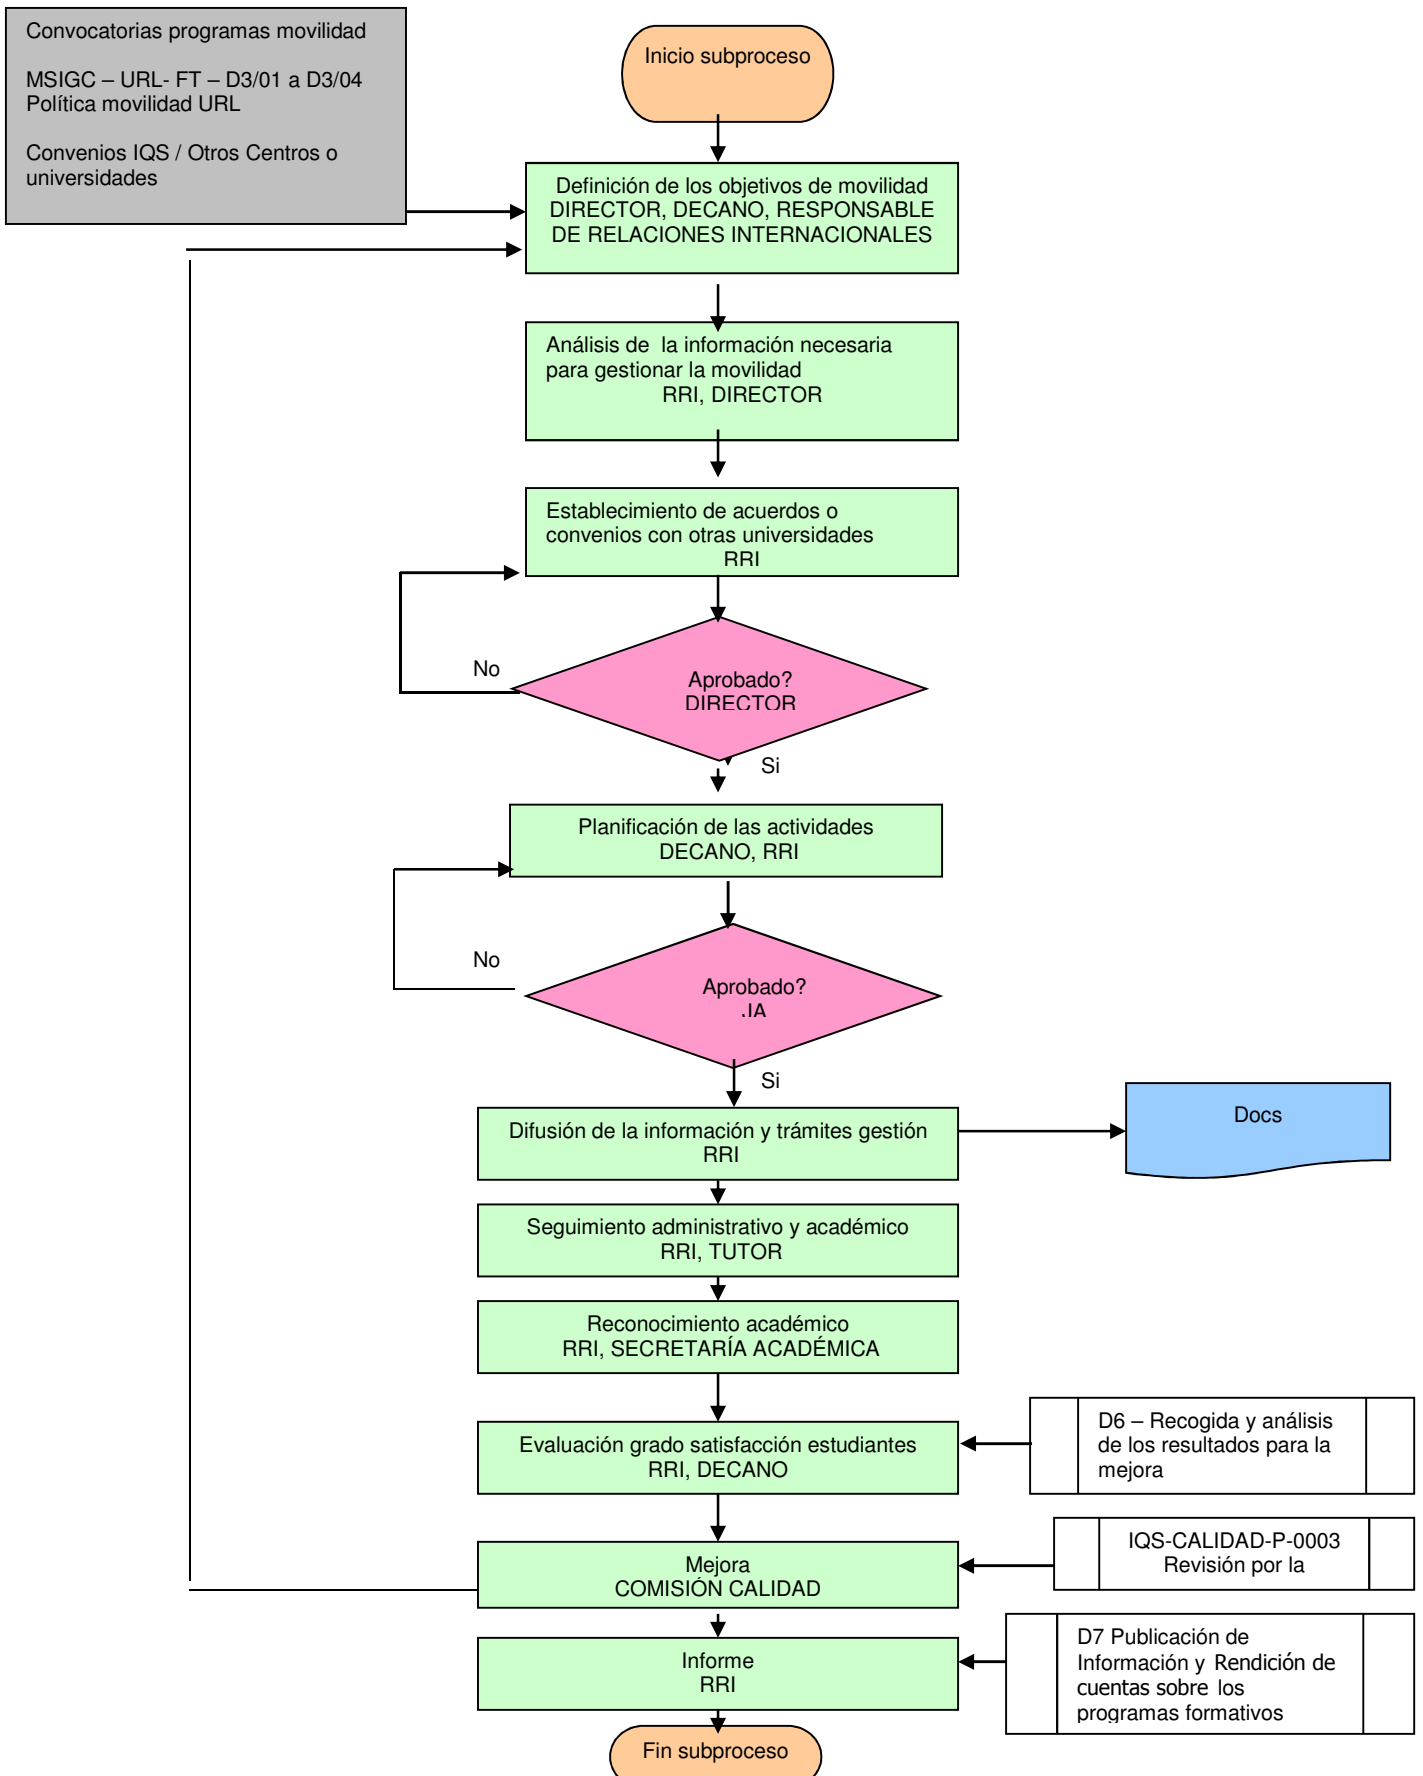 Convocatorias programas movilidad
MSIGC – URL- FT – D3/01 a D3/04
Política movilidad URL
Convenios IQS / Otros Centros o
universidades
Inicio subproceso
Definición de los objetivos de movilidad
DIRECTOR, DECANO, RESPONSABLE
DE RELACIONES INTERNACIONALES
Análisis de  la información necesaria
para gestionar la movilidad
RRI, DIRECTOR
Establecimiento de acuerdos o
convenios con otras universidades
RRI
No
Aprobado?
DIRECTOR
Si
Planificación de las actividades
DECANO, RRI
No
Aprobado?
JA
Si
Difusión de la información y trámites gestión
RRI
Docs
Seguimiento administrativo y académico
RRI, TUTOR
Reconocimiento académico
RRI, SECRETARÍA ACADÉMICA
Evaluación grado satisfacción estudiantes
RRI, DECANO
D6 – Recogida y análisis
de los resultados para la
mejora
Mejora
COMISIÓN CALIDAD
IQS-CALIDAD-P-0003
Revisión por la
Informe
RRI
D7 Publicación de
Información y Rendición de
cuentas sobre los
programas formativos
Fin subproceso